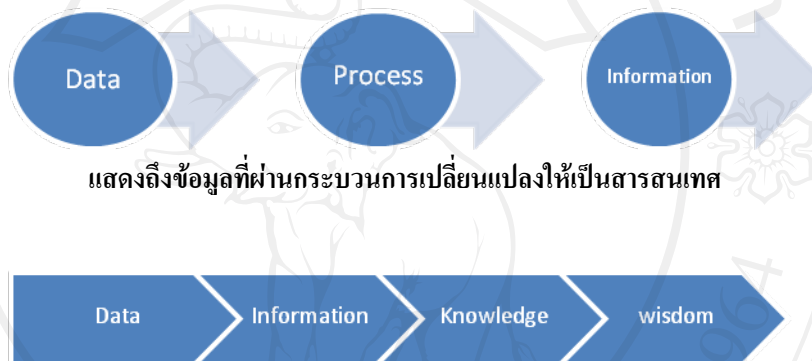 Data Process Information
แสดงถึงข้อมูลที่ผ่านกระบวนการเปลี่ยนแปลงให้เป็นสารสนเทศ
Data Information Knowledge wisdom
964